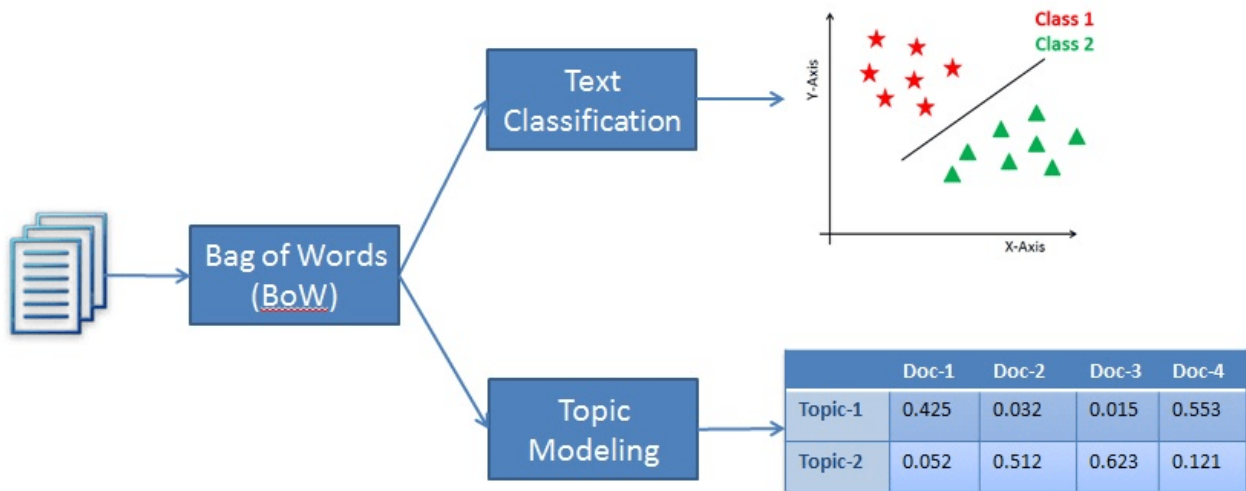 Bag of Words
(BoW)
Text
Classification
Class 1
Class 2
Y-Axis
X-Axis
Topic
Modeling
Doc-1 Doc-2 Doc-3 Doc-4
Topic-1 0.425 0.032 0.015 0.553
Topic-2 0.052 0.512 0.623 0.121